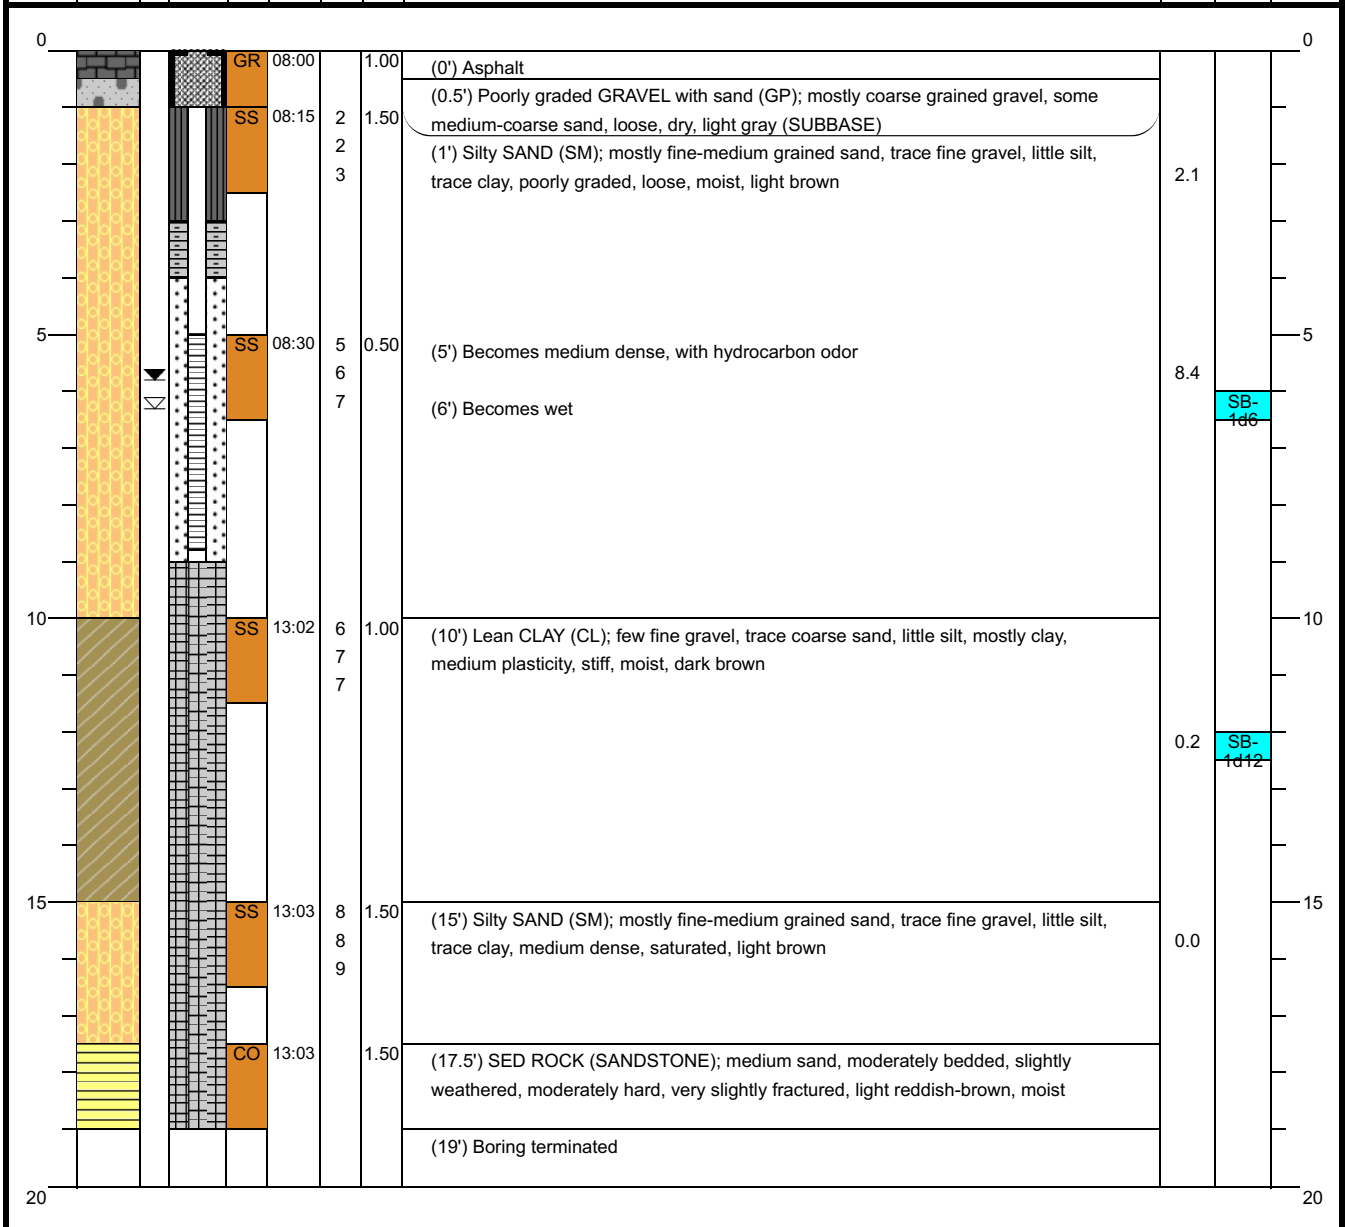 0 0
GR 08:00 1.00 (0') Asphalt
(0.5') Poorly graded GRAVEL with sand (GP); mostly coarse grained gravel, some
SS 08:15 2 1.50 medium-coarse sand, loose, dry, light gray (SUBBASE)
2 (1') Silty SAND (SM); mostly fine-medium grained sand, trace fine gravel, little silt,
3 trace clay, poorly graded, loose, moist, light brown 2.1
5 5
SS 08:30 5 0.50 (5') Becomes medium dense, with hydrocarbon odor
6 8.4
7 (6') Becomes wet SB-
1d6
10 10
SS 13:02 6 1.00 (10') Lean CLAY (CL); few fine gravel, trace coarse sand, little silt, mostly clay,
7 medium plasticity, stiff, moist, dark brown
7
0.2 SB-
1d12
15 15
SS 13:03 8 1.50 (15') Silty SAND (SM); mostly fine-medium grained sand, trace fine gravel, little silt,
8 trace clay, medium dense, saturated, light brown 0.0
9
CO 13:03 1.50 (17.5') SED ROCK (SANDSTONE); medium sand, moderately bedded, slightly
weathered, moderately hard, very slightly fractured, light reddish-brown, moist
(19') Boring terminated
20 20